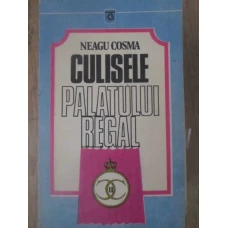 NEAGU COSMA
CULISELE
PALATULUI
REGAL